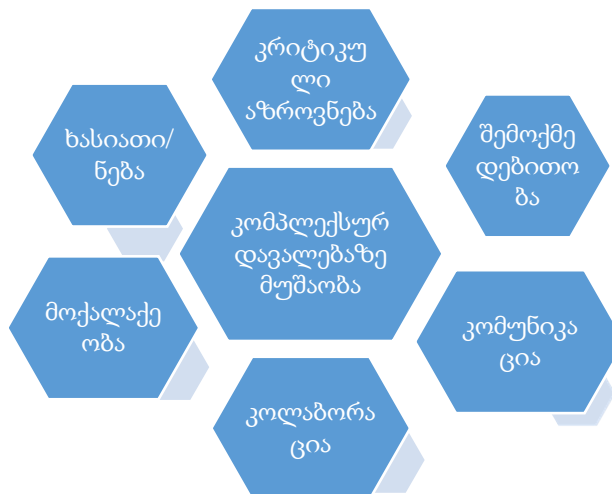 კრიტიკუ
ლი
აზროვნება
ხასიათი/
ნება
შემოქმე
დებითო
ბა
კომპლექსურ
დავალებაზე
მუშაობა
მოქალაქე
ობა
კომუნიკა
ცია
კოლაბორა
ცია